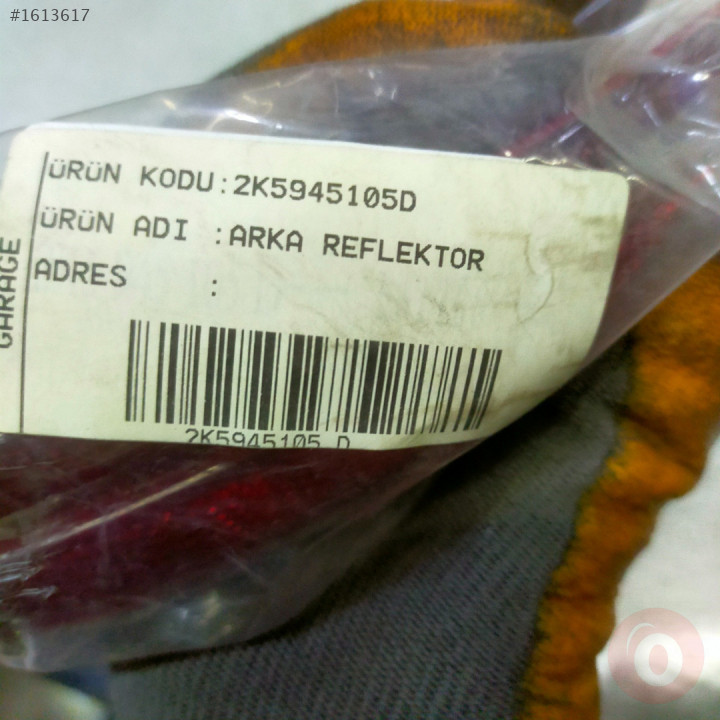 #1613617
ÜRÜN KODU:2K5945105D
ÜRÜN ADI :ARKA REFLEKTOR
ADRES :
GARAGE
2K5945105 D
O